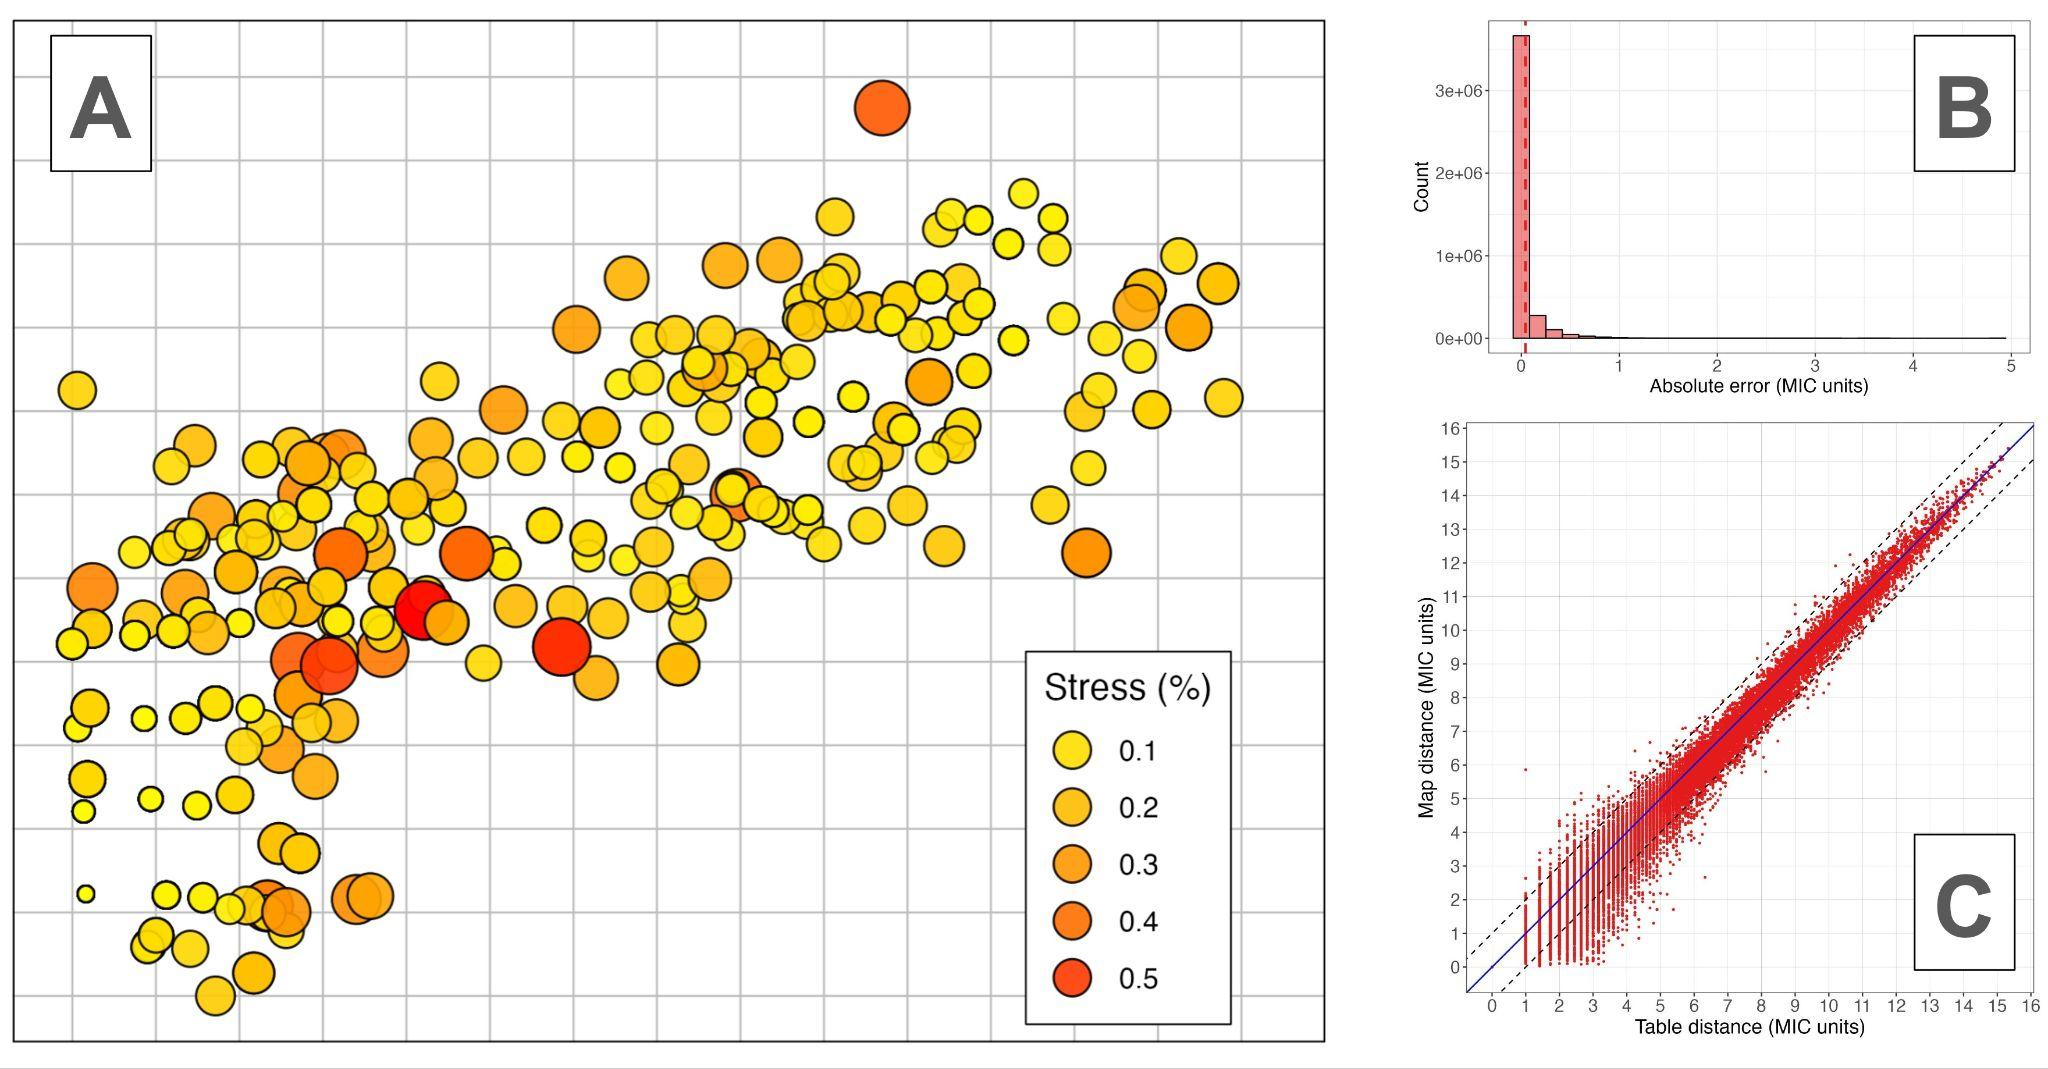 A
Stress (%)
0.1
0.2
0.3
0.4
0.5
B
Count
3e+06
2e+06
1e+06
0e+00
0 1 2 3 4 5
Absolute error (MIC units)
C
Map distance (MIC units)
16
15
14
13
12
11
10
9
8
7
6
5
4
3
2
1
0
0 1 2 3 4 5 6 7 8 9 10 11 12 13 14 15 16
Table distance (MIC units)